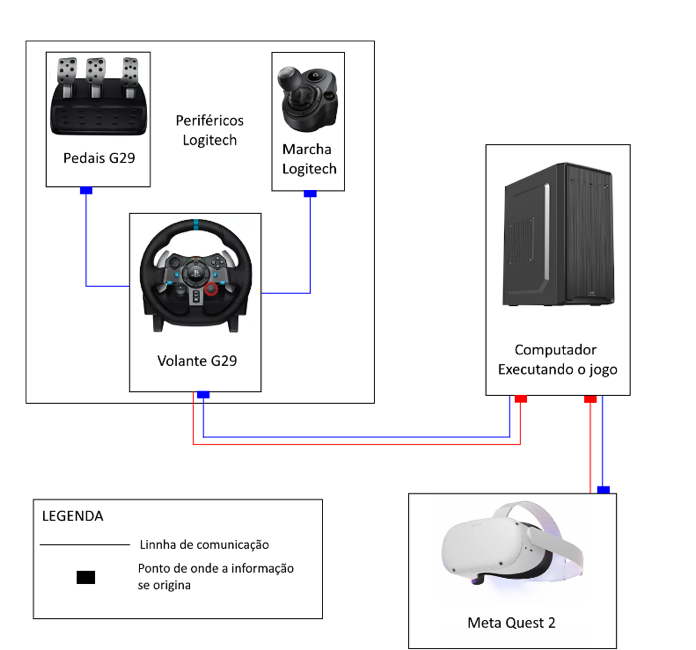 Pedais G29
Periféricos
Logitech
Marcha
Logitech
Volante G29
Computador
Executando o jogo
LEGENDA
Linnha de comunicação
Ponto de onde a informação
se origina
Meta Quest 2